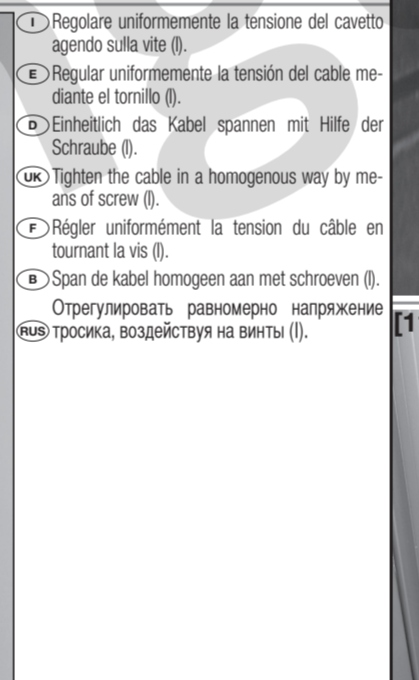 I Regolare uniformemente la tensione del cavetto
agendo sulla vite (I).
E Regular uniformemente la tensión del cable me-
diante el tornillo (I).
D Einheitlich das Kabel spannen mit Hilfe der
Schraube (I).
UK Tighten the cable in a homogenous way by me-
ans of screw (I).
F Régler uniformément la tension du câble en
tournant la vis (I).
B Span de kabel homogeen aan met schroeven (I).
Отрегулировать равномерно напряжение
RUS тросика, воздействуя на винты (I).